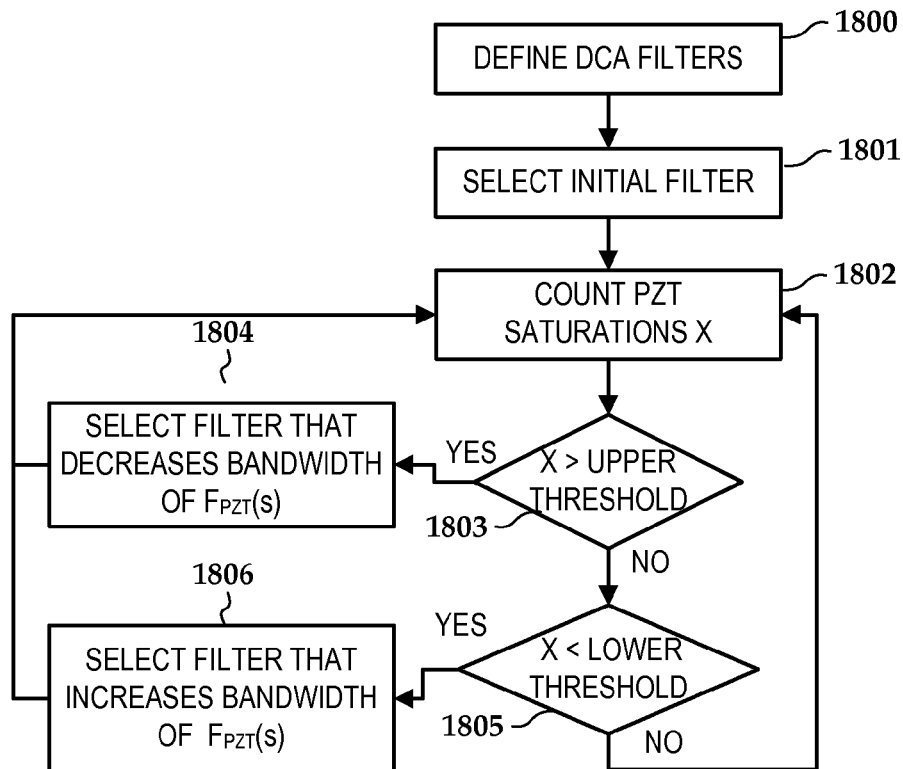 1800
DEFINE DCA FILTERS
1801
SELECT INITIAL FILTER
1802
COUNT PZT
SATURATIONS X
1804
SELECT FILTER THAT
DECREASES BANDWIDTH
OF FPZT(s)
YES
X > UPPER
THRESHOLD
1803
NO
1806
SELECT FILTER THAT
INCREASES BANDWIDTH
OF FPZT(s)
YES
X < LOWER
THRESHOLD
1805
NO